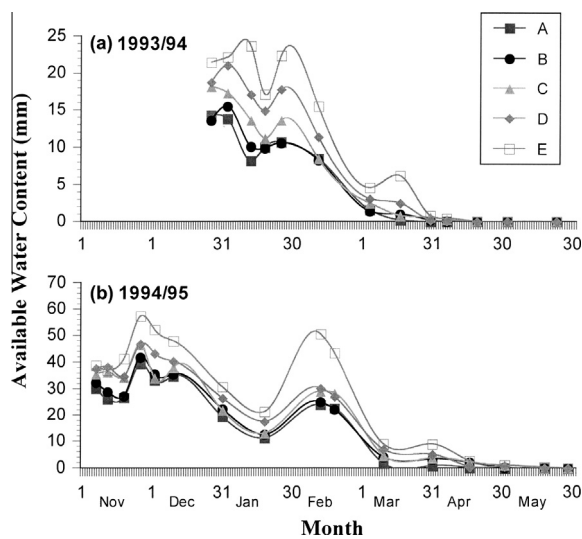 Available Water Content (mm)
(a) 1993/94
25
20
15
10
5
0
1 1 31 30 1 31 30 30
A
B
C
D
E
(b) 1994/95
70
60
50
40
30
20
10
0
1 1 31 30 1 31 30 30
Nov Dec Jan Feb Mar Apr May
Month